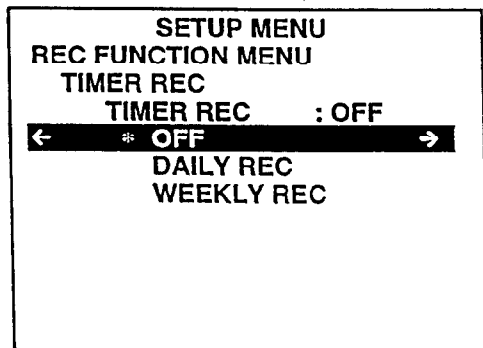 SETUP MENU
REC FUNCTION MENU
TIMER REC
TIMER REC : OFF
← * OFF →
DAILY REC
WEEKLY REC